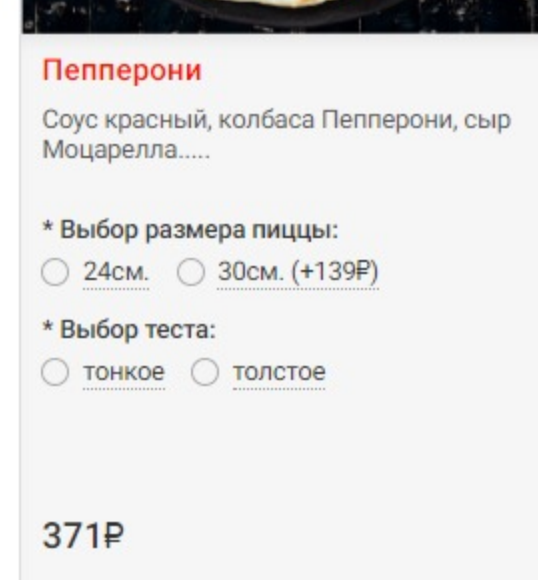 Пепперони
Соус красный, колбаса Пепперони, сыр
Моцарелла.....
* Выбор размера пиццы:
24см. 30см. (+139₽)
* Выбор теста:
тонкое толстое
371₽